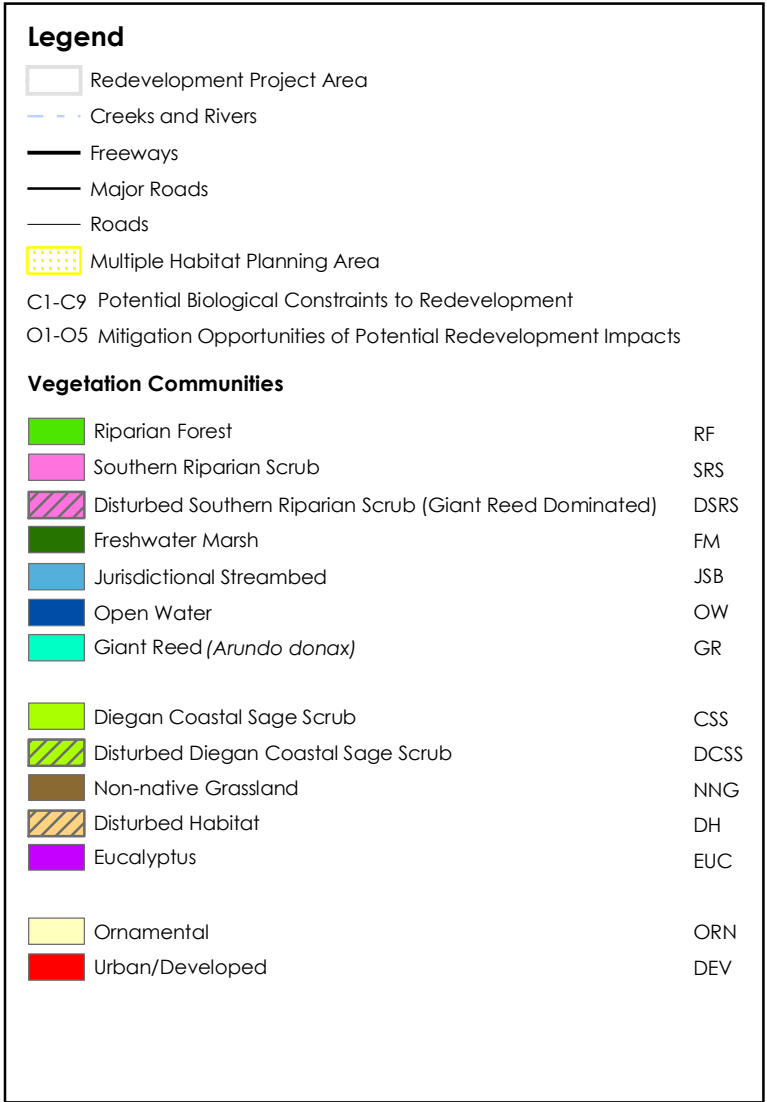 Legend
Redevelopment Project Area
Creeks and Rivers
Freeways
Major Roads
Roads
Multiple Habitat Planning Area
C1-C9 Potential Biological Constraints to Redevelopment
O1-O5 Mitigation Opportunities of Potential Redevelopment Impacts
Vegetation Communities
Riparian Forest RF
Southern Riparian Scrub SRS
Disturbed Southern Riparian Scrub (Giant Reed Dominated) DSRS
Freshwater Marsh FM
Jurisdictional Streambed JSB
Open Water OW
Giant Reed (Arundo donax) GR
Diegan Coastal Sage Scrub CSS
Disturbed Diegan Coastal Sage Scrub DCSS
Non-native Grassland NNG
Disturbed Habitat DH
Eucalyptus EUC
Ornamental ORN
Urban/Developed DEV